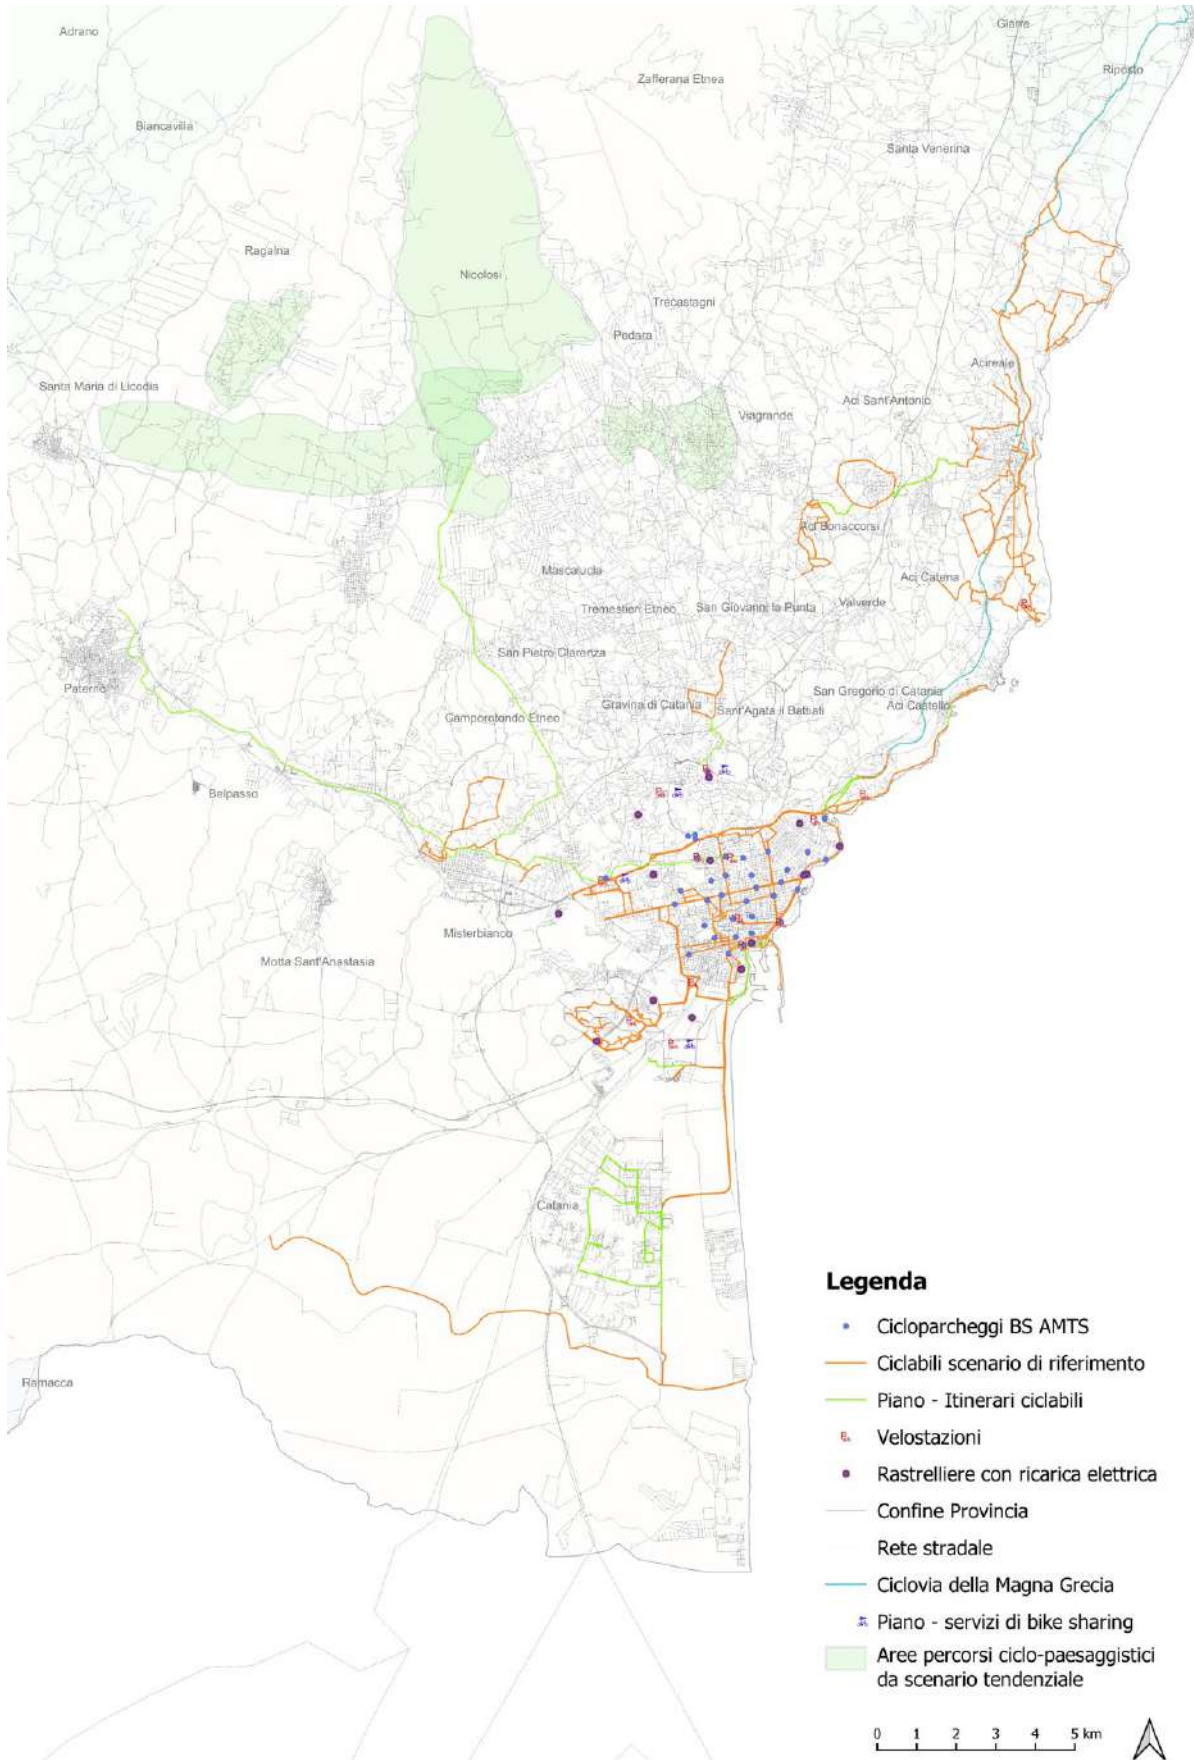 Adrano
Giarre
Zafferana Etnea
Riposto
Biancavilla
Santa Venerina
Ragalna
Nicolosi
Trecastagni
Pedara
Acireale
Santa Maria di Licodia
Aci Sant'Antonio
Viagrande
Aci Bonaccorsi
Mascalucia
Aci Catena
Tremestieri Etneo
San Giovanni la Punta
Valverde
San Pietro Clarenza
Paternò
San Gregorio di Catania
Gravina di Catania
Sant'Agata li Battiati
Aci Castello
Camporotondo Etneo
Belpasso
Misterbianco
Motta Sant'Anastasia
Catania
Ramacca
Legenda
Cicloparcheggi BS AMTS
Ciclabili scenario di riferimento
Piano - Itinerari ciclabili
Velostazioni
Rastrelliere con ricarica elettrica
Confine Provincia
Rete stradale
Ciclovia della Magna Grecia
Piano - servizi di bike sharing
Aree percorsi ciclo-paesaggistici
da scenario tendenziale
0 1 2 3 4 5 km